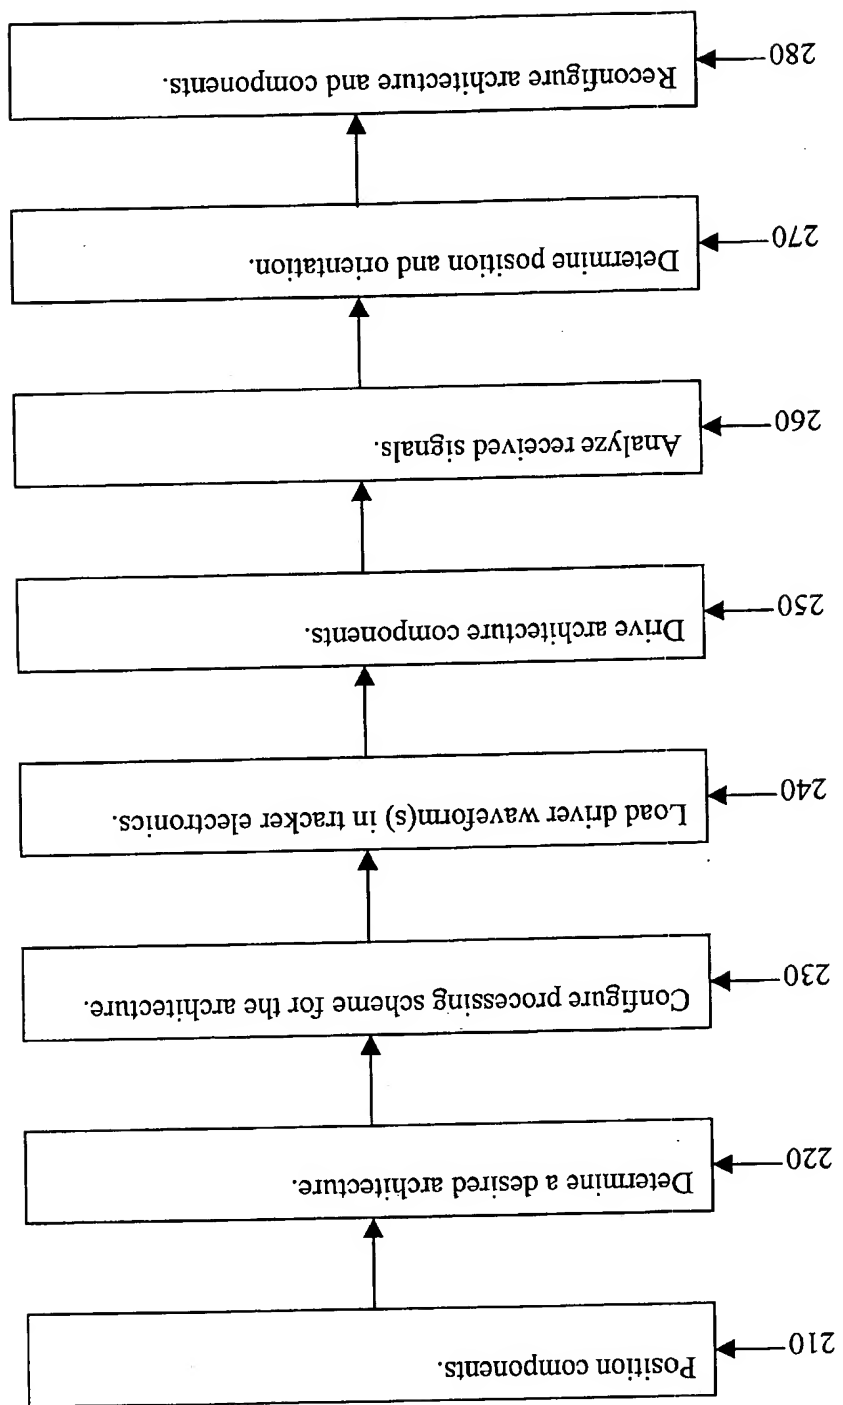 210
Position components.
220
Determine a desired architecture.
230
Configure processing scheme for the architecture.
240
Load driver waveform(s) in tracker electronics.
250
Drive architecture components.
260
Analyze received signals.
270
Determine position and orientation.
280
Reconfigure architecture and components.